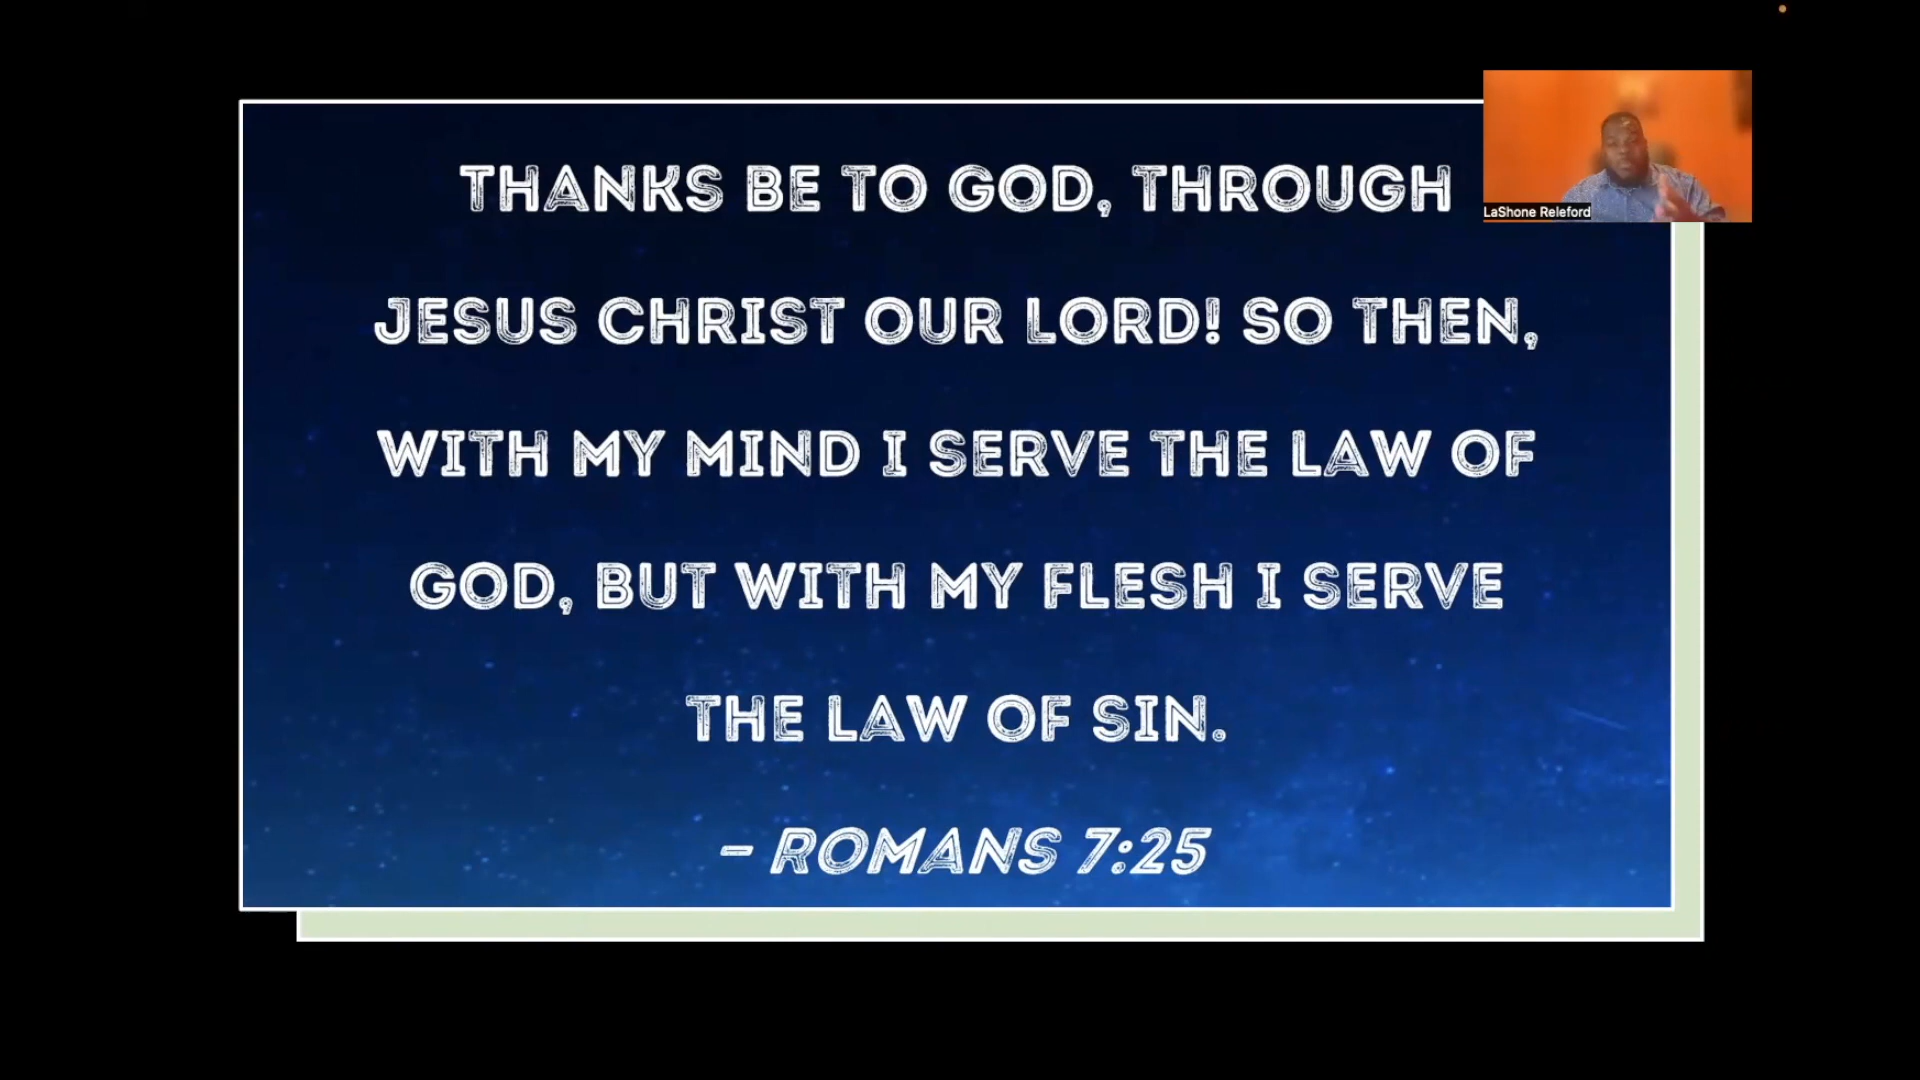 THANKS BE TO GOD, THROUGH
LaShone Releford
JESUS CHRIST OUR LORD! SO THEN,
WITH MY MIND I SERVE THE LAW OF
GOD, BUT WITH MY FLESH I SERVE
THE LAW OF SIN.
– ROMANS 7:25